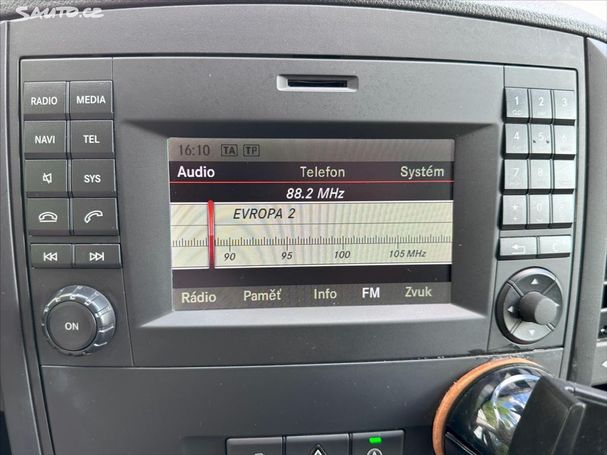 Sauto.cz
RADIO MEDIA
NAVI TEL
SYS
ON
16:10 TA TP
Audio Telefon Systém
88.2 MHz
EVROPA 2
90 95 100 105 MHz
Rádio Paměť Info FM Zvuk
1 2 3
4 5 6
7 8 9
* 0 #